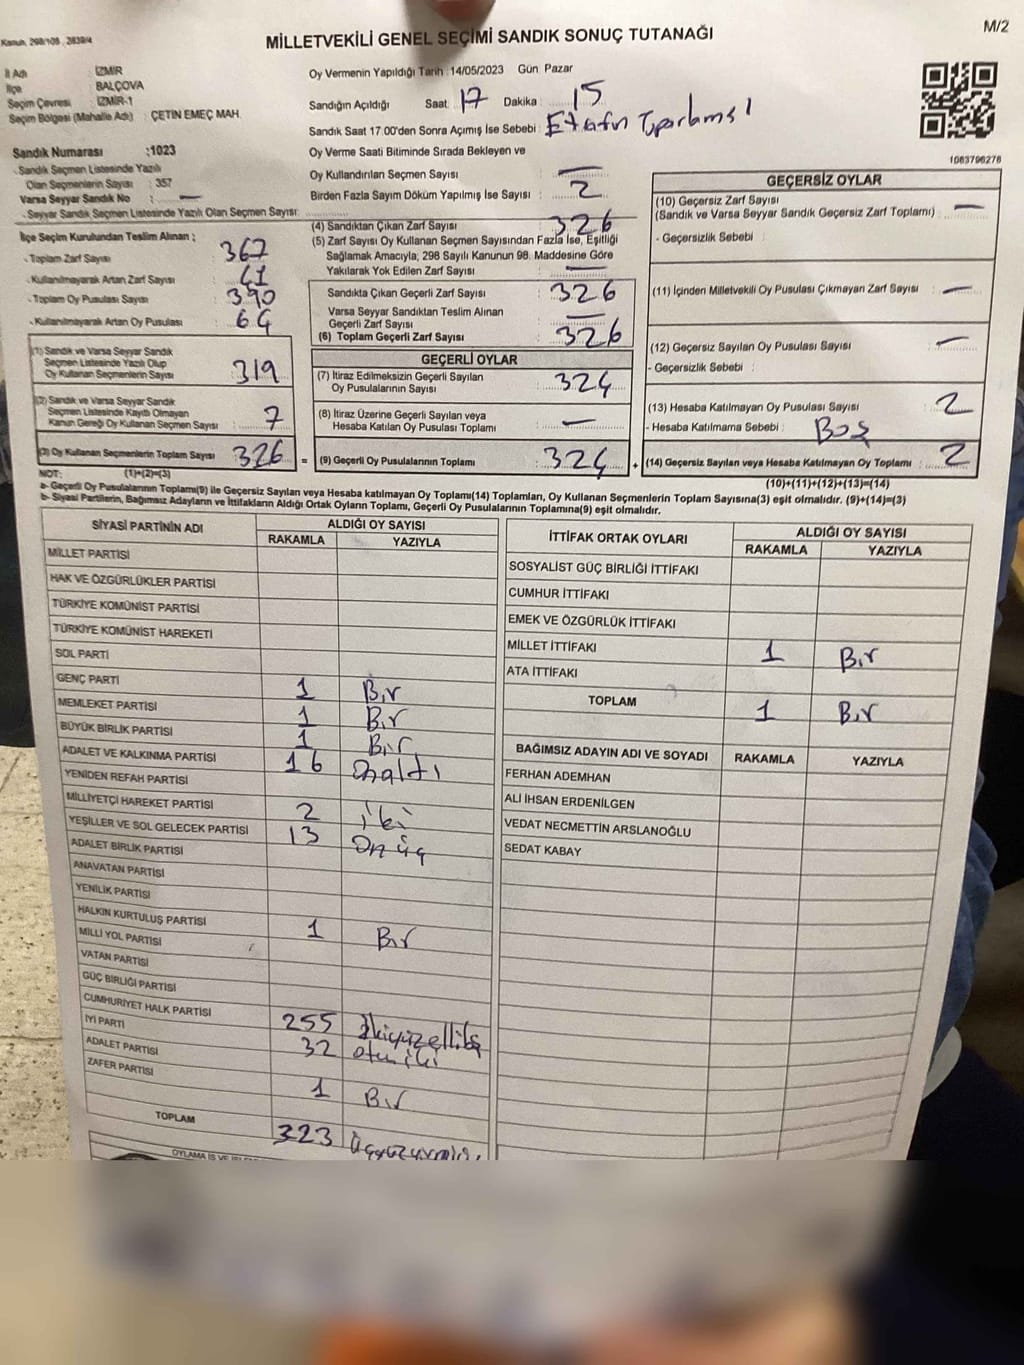 M/2
Kanun, 298/105 , 2839/4
MİLLETVEKİLİ GENEL SEÇİMİ SANDIK SONUÇ TUTANAĞI
İl Adı : İZMİR
İlçe : BALÇOVA
Seçim Çevresi : İZMİR-1
Seçim Bölgesi (Mahalle Adı) : ÇETİN EMEÇ MAH.
Sandık Numarası :1023
- Sandık Seçmen Listesinde Yazılı
Olan Seçmenlerin Sayısı : 357
Varsa Seyyar Sandık No : —
- Seyyar Sandık Seçmen Listesinde Yazılı Olan Seçmen Sayısı:
Oy Vermenin Yapıldığı Tarih :14/05/2023 Gün: Pazar
Sandığın Açıldığı Saat: 17 Dakika : 15
Sandık Saat 17.00'den Sonra Açımış İse Sebebi :
Oy Verme Saati Bitiminde Sırada Bekleyen ve
Oy Kullandırılan Seçmen Sayısı : —
Birden Fazla Sayım Döküm Yapılmış İse Sayısı : 2
1083796278
İlçe Seçim Kurulundan Teslim Alınan ;
- Toplam Zarf Sayısı : 367
- Kullanılmayarak Artan Zarf Sayısı : 41
- Toplam Oy Pusulası Sayısı : 390
- Kullanılmayarak Artan Oy Pusulası : 64
(1) Sandık ve Varsa Seyyar Sandık
Seçmen Listesinde Yazılı Olup
Oy Kullanan Seçmenlerin Sayısı : 319
(2) Sandık ve Varsa Seyyar Sandık
Seçmen Listesinde Kayıtlı Olmayan
Kanun Gereği Oy Kullanan Seçmen Sayısı : 7
(3) Oy Kullanan Seçmenlerin Toplam Sayısı : 326 =
(4) Sandıktan Çıkan Zarf Sayısı : 326
(5) Zarf Sayısı Oy Kullanan Seçmen Sayısından Fazla İse, Eşitliği
Sağlamak Amacıyla; 298 Sayılı Kanunun 98. Maddesine Göre
Yakılarak Yok Edilen Zarf Sayısı : —
Sandıkta Çıkan Geçerli Zarf Sayısı : 326
Varsa Seyyar Sandıktan Teslim Alınan
Geçerli Zarf Sayısı : —
(6) Toplam Geçerli Zarf Sayısı : 326
GEÇERLİ OYLAR
(7) İtiraz Edilmeksizin Geçerli Sayılan
Oy Pusulalarının Sayısı : 324
(8) İtiraz Üzerine Geçerli Sayılan veya
Hesaba Katılan Oy Pusulası Toplamı : —
(9) Geçerli Oy Pusulalarının Toplamı : 324 +
GEÇERSİZ OYLAR
(10) Geçersiz Zarf Sayısı
(Sandık ve Varsa Seyyar Sandık Geçersiz Zarf Toplamı) : —
- Geçersizlik Sebebi :
(11) İçinden Milletvekili Oy Pusulası Çıkmayan Zarf Sayısı : —
(12) Geçersiz Sayılan Oy Pusulası Sayısı : —
- Geçersizlik Sebebi :
(13) Hesaba Katılmayan Oy Pusulası Sayısı : 2
- Hesaba Katılmama Sebebi : Boş
(14) Geçersiz Sayılan veya Hesaba Katılmayan Oy Toplamı : 2
NOT: (1)+(2)=(3) (10)+(11)+(12)+(13)=(14)
a- Geçerli Oy Pusulalarının Toplamı(9) ile Geçersiz Sayılan veya Hesaba katılmayan Oy Toplamı(14) Toplamları, Oy Kullanan Seçmenlerin Toplam Sayısına(3) eşit olmalıdır. (9)+(14)=(3)
b- Siyasi Partilerin, Bağımsız Adayların ve İttifakların Aldığı Ortak Oyların Toplamı, Geçerli Oy Pusulalarının Toplamına(9) eşit olmalıdır.
SİYASİ PARTİNİN ADI ALDIĞI OY SAYISI
RAKAMLA YAZIYLA
MİLLET PARTİSİ
HAK VE ÖZGÜRLÜKLER PARTİSİ
TÜRKİYE KOMÜNİST PARTİSİ
TÜRKİYE KOMÜNİST HAREKETİ
SOL PARTİ
GENÇ PARTİ 1 Bir
MEMLEKET PARTİSİ 1 Bir
BÜYÜK BİRLİK PARTİSİ 1 Bir
ADALET VE KALKINMA PARTİSİ 16 Onaltı
YENİDEN REFAH PARTİSİ
MİLLİYETÇİ HAREKET PARTİSİ 2 iki
YEŞİLLER VE SOL GELECEK PARTİSİ 13 On üç
ADALET BİRLİK PARTİSİ
ANAVATAN PARTİSİ
YENİLİK PARTİSİ
HALKIN KURTULUŞ PARTİSİ 1 Bir
MİLLİ YOL PARTİSİ
VATAN PARTİSİ
GÜÇ BİRLİĞİ PARTİSİ
CUMHURİYET HALK PARTİSİ 255 İkiyüzellibeş
İYİ PARTİ 32 otuz iki
ADALET PARTİSİ
ZAFER PARTİSİ 1 Bir
TOPLAM 323
İTTİFAK ORTAK OYLARI ALDIĞI OY SAYISI
RAKAMLA YAZIYLA
SOSYALİST GÜÇ BİRLİĞİ İTTİFAKI
CUMHUR İTTİFAKI
EMEK VE ÖZGÜRLÜK İTTİFAKI
MİLLET İTTİFAKI 1 Bir
ATA İTTİFAKI
TOPLAM 1 Bir
BAĞIMSIZ ADAYIN ADI VE SOYADI RAKAMLA YAZIYLA
FERHAN ADEMHAN
ALİ İHSAN ERDENİLGEN
VEDAT NECMETTİN ARSLANOĞLU
SEDAT KABAY